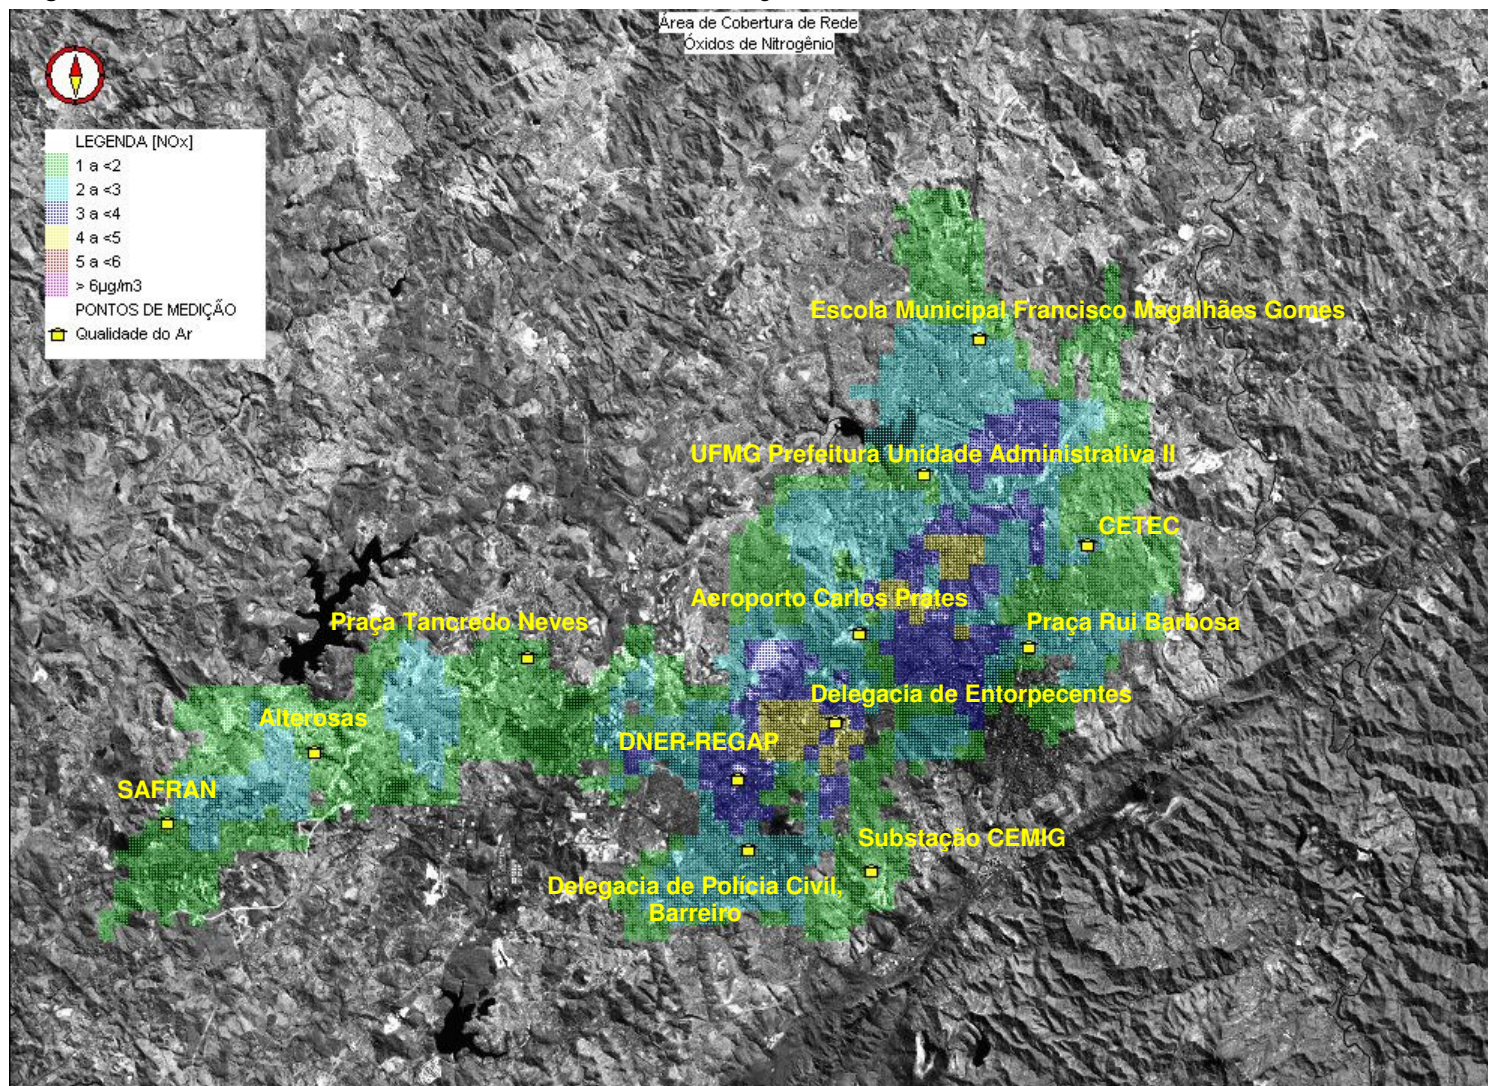 Área de Cobertura de Rede
Óxidos de Nitrogênio
LEGENDA [NOx]
1 a <2
2 a <3
3 a <4
4 a <5
5 a <6
> 6µg/m3
PONTOS DE MEDIÇÃO
Qualidade do Ar
Escola Municipal Francisco Magalhães Gomes
UFMG Prefeitura Unidade Administrativa II
CETEC
Aeroporto Carlos Prates
Praça Tancredo Neves
Praça Rui Barbosa
Delegacia de Entorpecentes
Alterosas
DNER-REGAP
SAFRAN
Substação CEMIG
Delegacia de Polícia Civil,
Barreiro